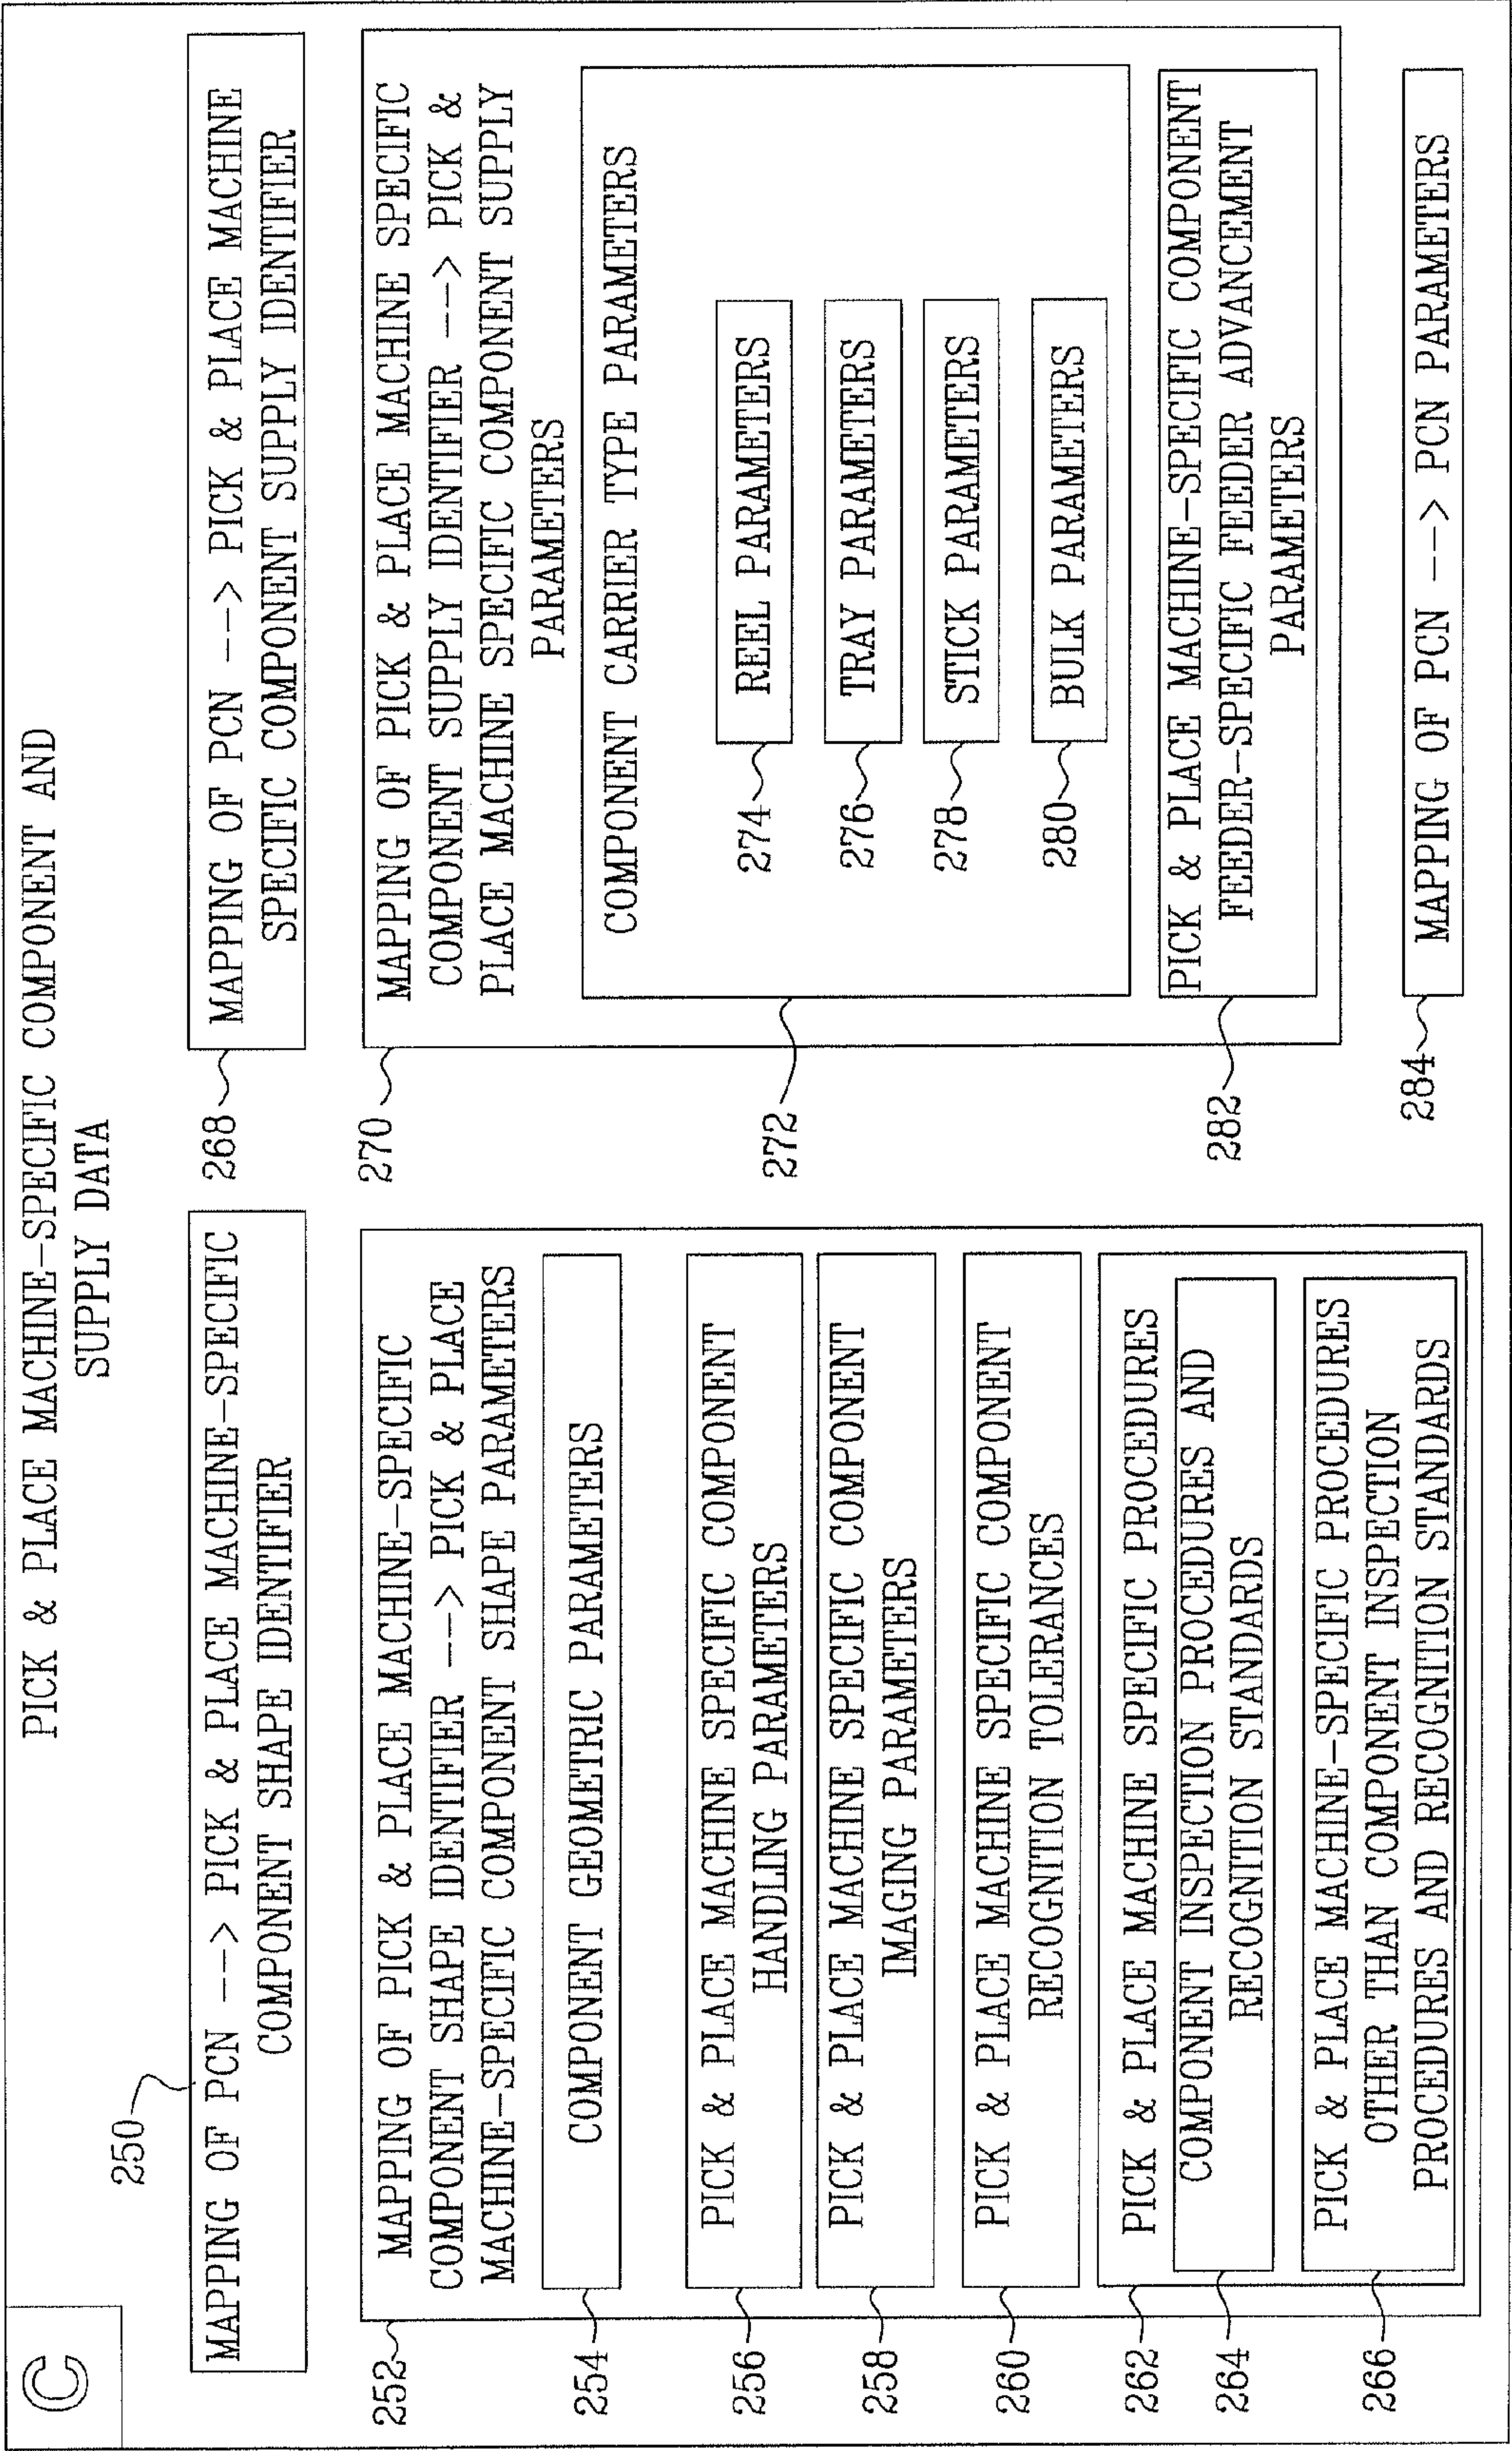 C
PICK & PLACE MACHINE-SPECIFIC COMPONENT AND
SUPPLY DATA
250
MAPPING OF PCN --> PICK & PLACE MACHINE-SPECIFIC
COMPONENT SHAPE IDENTIFIER
252
MAPPING OF PICK & PLACE MACHINE-SPECIFIC
COMPONENT SHAPE IDENTIFIER --> PICK & PLACE
MACHINE-SPECIFIC COMPONENT SHAPE PARAMETERS
254
COMPONENT GEOMETRIC PARAMETERS
256
PICK & PLACE MACHINE SPECIFIC COMPONENT
HANDLING PARAMETERS
258
PICK & PLACE MACHINE SPECIFIC COMPONENT
IMAGING PARAMETERS
260
PICK & PLACE MACHINE SPECIFIC COMPONENT
RECOGNITION TOLERANCES
262
PICK & PLACE MACHINE SPECIFIC PROCEDURES
264
COMPONENT INSPECTION PROCEDURES AND
RECOGNITION STANDARDS
266
PICK & PLACE MACHINE-SPECIFIC PROCEDURES
OTHER THAN COMPONENT INSPECTION
PROCEDURES AND RECOGNITION STANDARDS
268
MAPPING OF PCN --> PICK & PLACE MACHINE
SPECIFIC COMPONENT SUPPLY IDENTIFIER
270
MAPPING OF PICK & PLACE MACHINE SPECIFIC
COMPONENT SUPPLY IDENTIFIER --> PICK &
PLACE MACHINE SPECIFIC COMPONENT SUPPLY
PARAMETERS
272
COMPONENT CARRIER TYPE PARAMETERS
274
REEL PARAMETERS
276
TRAY PARAMETERS
278
STICK PARAMETERS
280
BULK PARAMETERS
282
PICK & PLACE MACHINE-SPECIFIC COMPONENT
FEEDER-SPECIFIC FEEDER ADVANCEMENT
PARAMETERS
284
MAPPING OF PCN --> PCN PARAMETERS